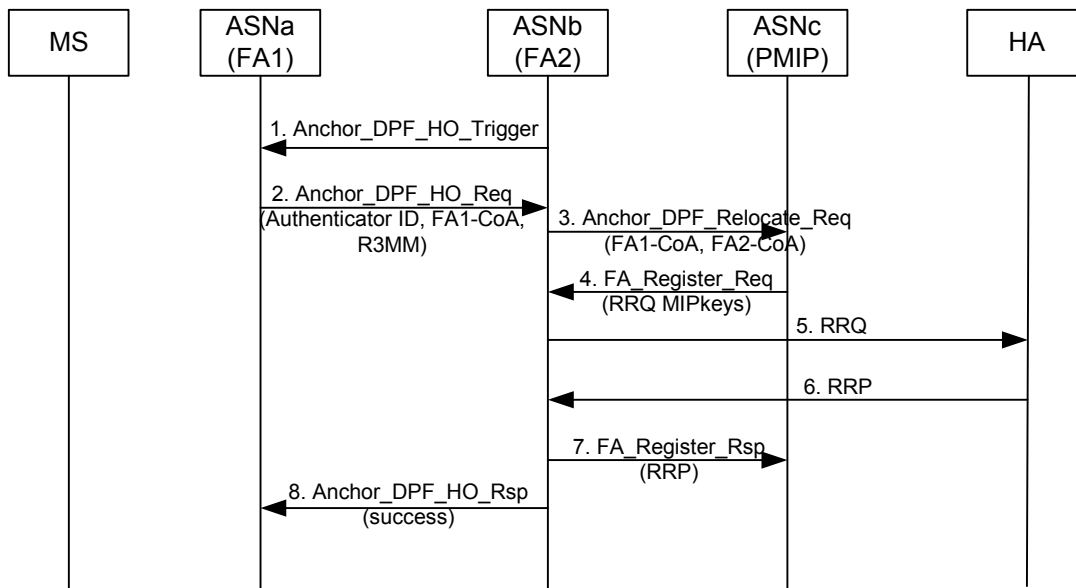 MS
ASNa
(FA1)
ASNb
(FA2)
ASNc
(PMIP)
HA
1. Anchor_DPF_HO_Trigger
2. Anchor_DPF_HO_Req
(Authenticator ID, FA1-CoA,
R3MM)
3. Anchor_DPF_Relocate_Req
(FA1-CoA, FA2-CoA)
4. FA_Register_Req
(RRQ MIPkeys)
5. RRQ
6. RRP
7. FA_Register_Rsp
(RRP)
8. Anchor_DPF_HO_Rsp
(success)